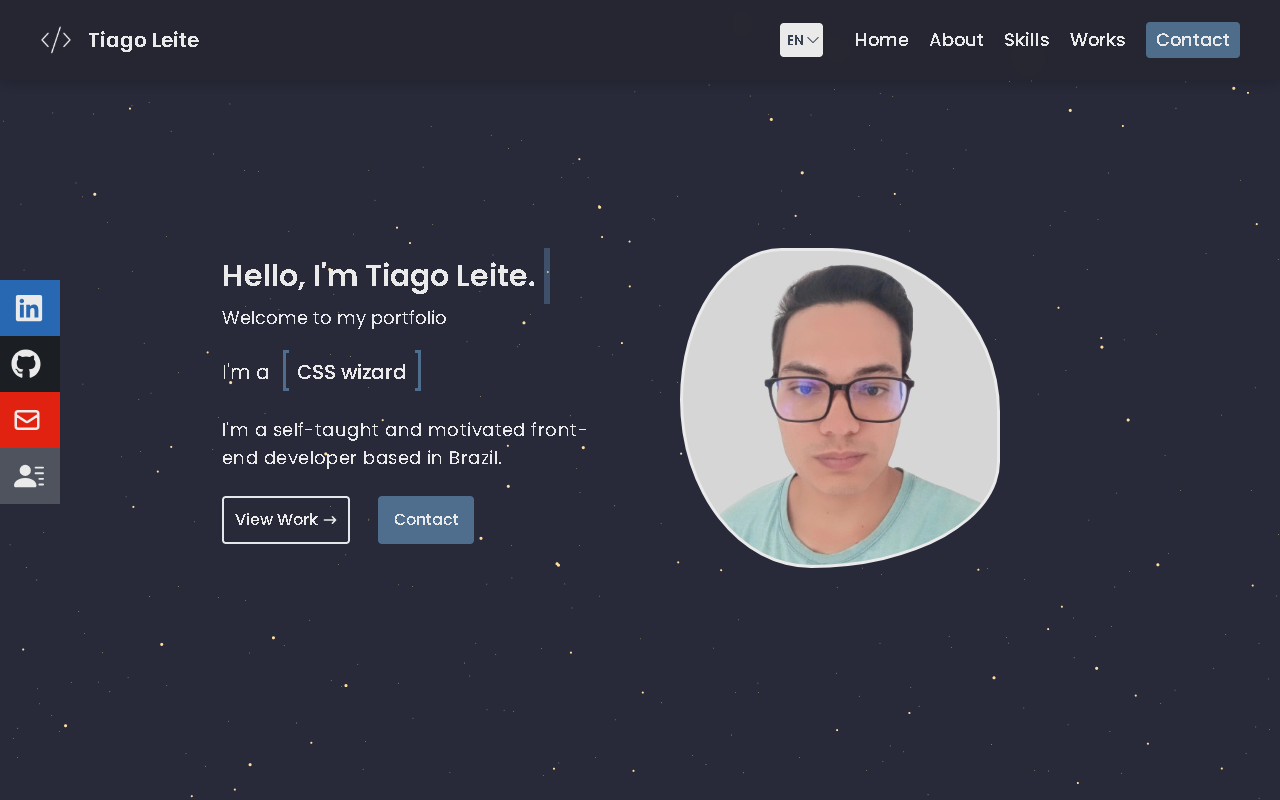 </> Tiago Leite
EN
Home
About
Skills
Works
Contact
Hello, I'm Tiago Leite.
Welcome to my portfolio
I'm a [ CSS wizard ]
I'm a self-taught and motivated front-
end developer based in Brazil.
View Work →
Contact
in